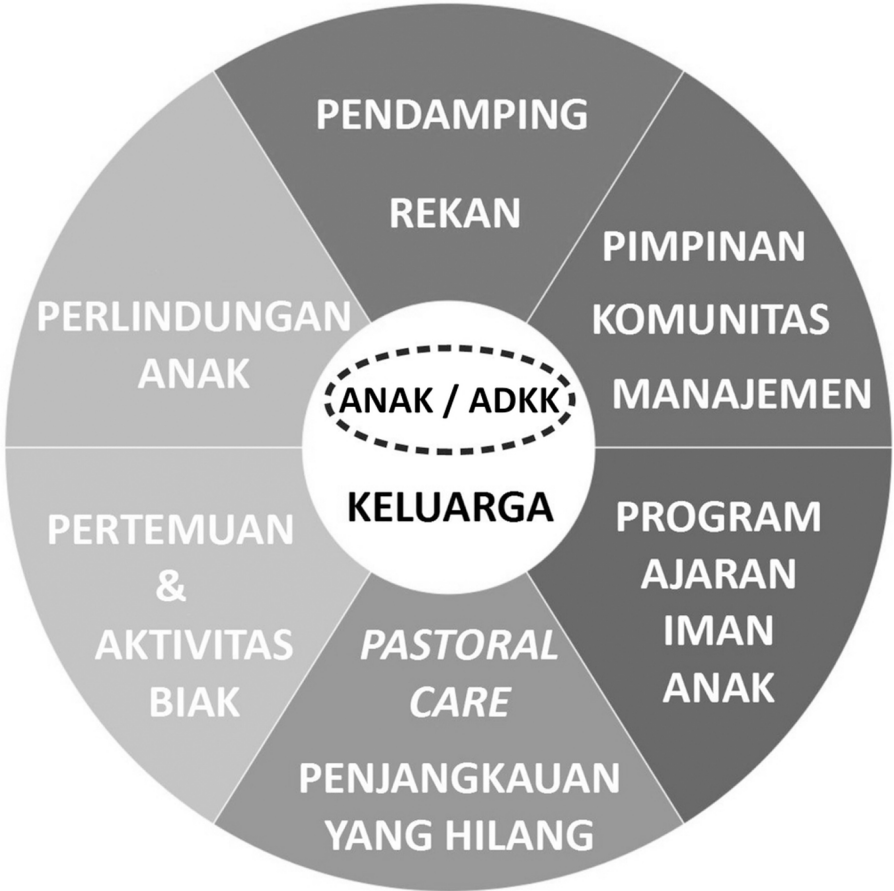 PENDAMPING
REKAN
PIMPINAN
KOMUNITAS
MANAJEMEN
PROGRAM
AJARAN
IMAN
ANAK
PASTORAL
CARE
PENJANGKAUAN
YANG HILANG
PERTEMUAN
&
AKTIVITAS
BIAK
PERLINDUNGAN
ANAK
ANAK / ADKK
KELUARGA